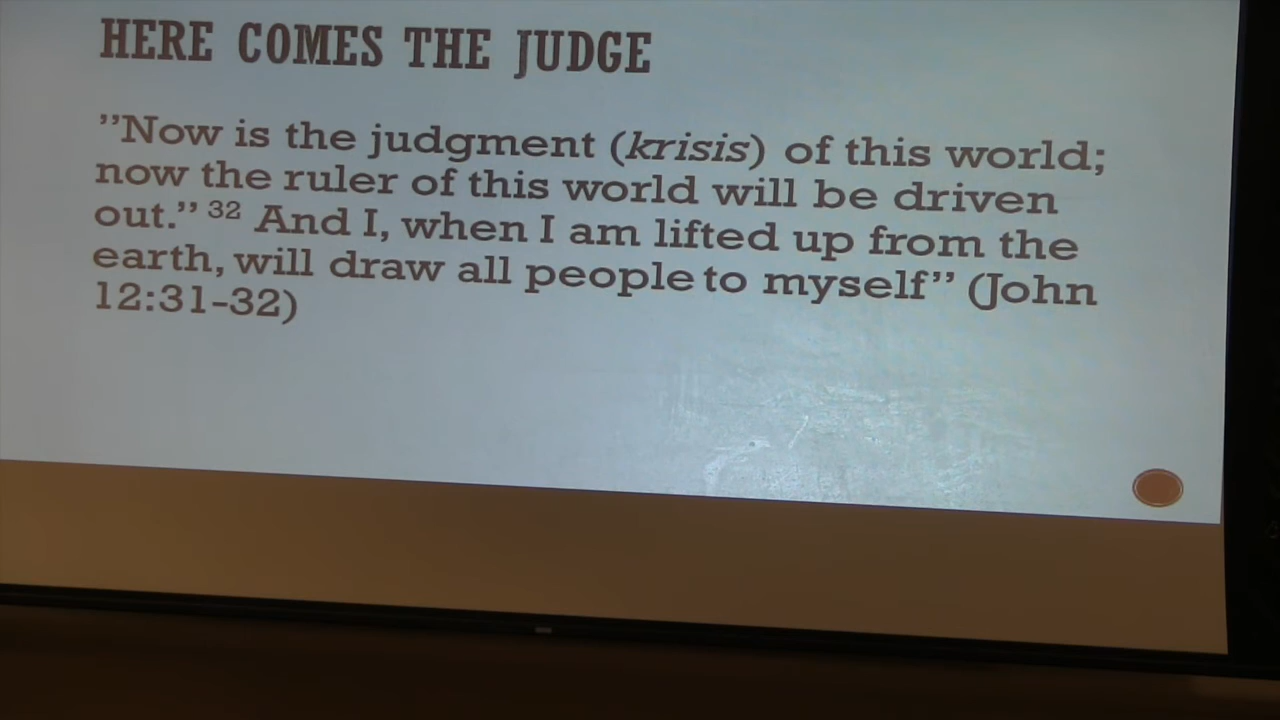 HERE COMES THE JUDGE
”Now is the judgment (krisis) of this world;
now the ruler of this world will be driven
out.” 32 And I, when I am lifted up from the
earth, will draw all people to myself” (John
12:31-32)